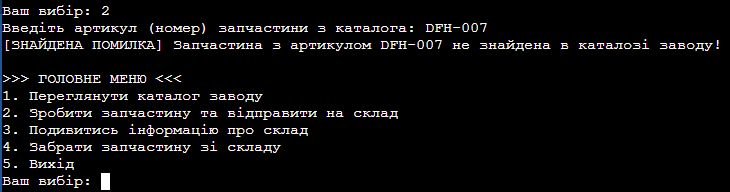 Ваш вибір: 2
Введіть артикул (номер) запчастини з каталога: DFH-007
[ЗНАЙДЕНА ПОМИЛКА] Запчастина з артикулом DFH-007 не знайдена в каталозі заводу!
>>> ГОЛОВНЕ МЕНЮ <<<
1. Переглянути каталог заводу
2. Зробити запчастину та відправити на склад
3. Подивитись інформацію про склад
4. Забрати запчастину зі складу
5. Вихід
Ваш вибір: